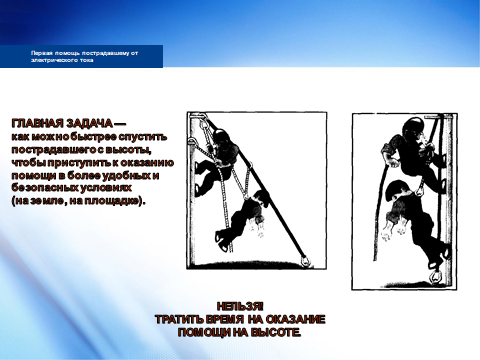 Первая помощь пострадавшему от
электрического тока
ГЛАВНАЯ ЗАДАЧА —
как можно быстрее спустить
пострадавшего с высоты,
чтобы приступить к оказанию
помощи в более удобных и
безопасных условиях
(на земле, на площадке).
НЕЛЬЗЯ!
ТРАТИТЬ ВРЕМЯ НА ОКАЗАНИЕ
ПОМОЩИ НА ВЫСОТЕ.